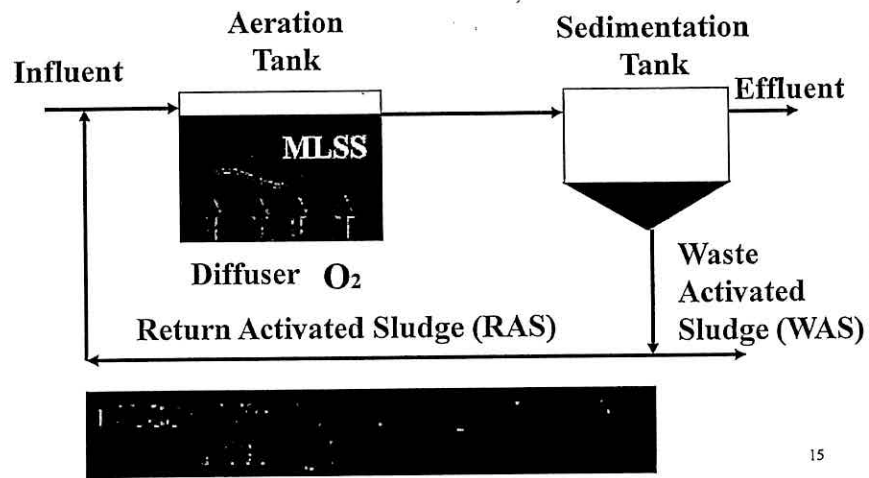 Aeration
Tank
Sedimentation
Tank
Influent
Effluent
MLSS
Diffuser O₂
Waste
Activated
Sludge (WAS)
Return Activated Sludge (RAS)
15